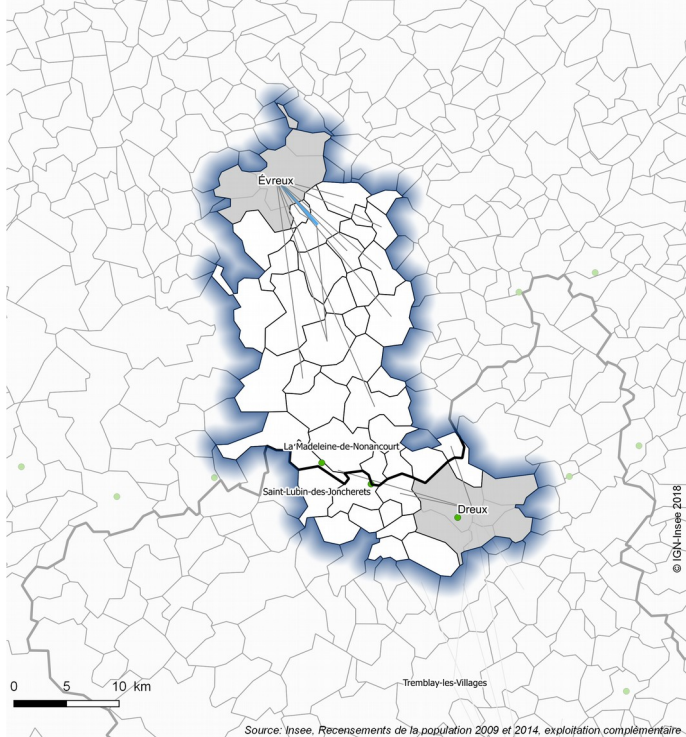 Évreux
La Madeleine-de-Nonancourt
Saint-Lubin-des-Joncherets
Dreux
© IGN-Insee 2018
Tremblay-les-Villages
0 5 10 km
Source: Insee, Recensements de la population 2009 et 2014, exploitation complémentaire